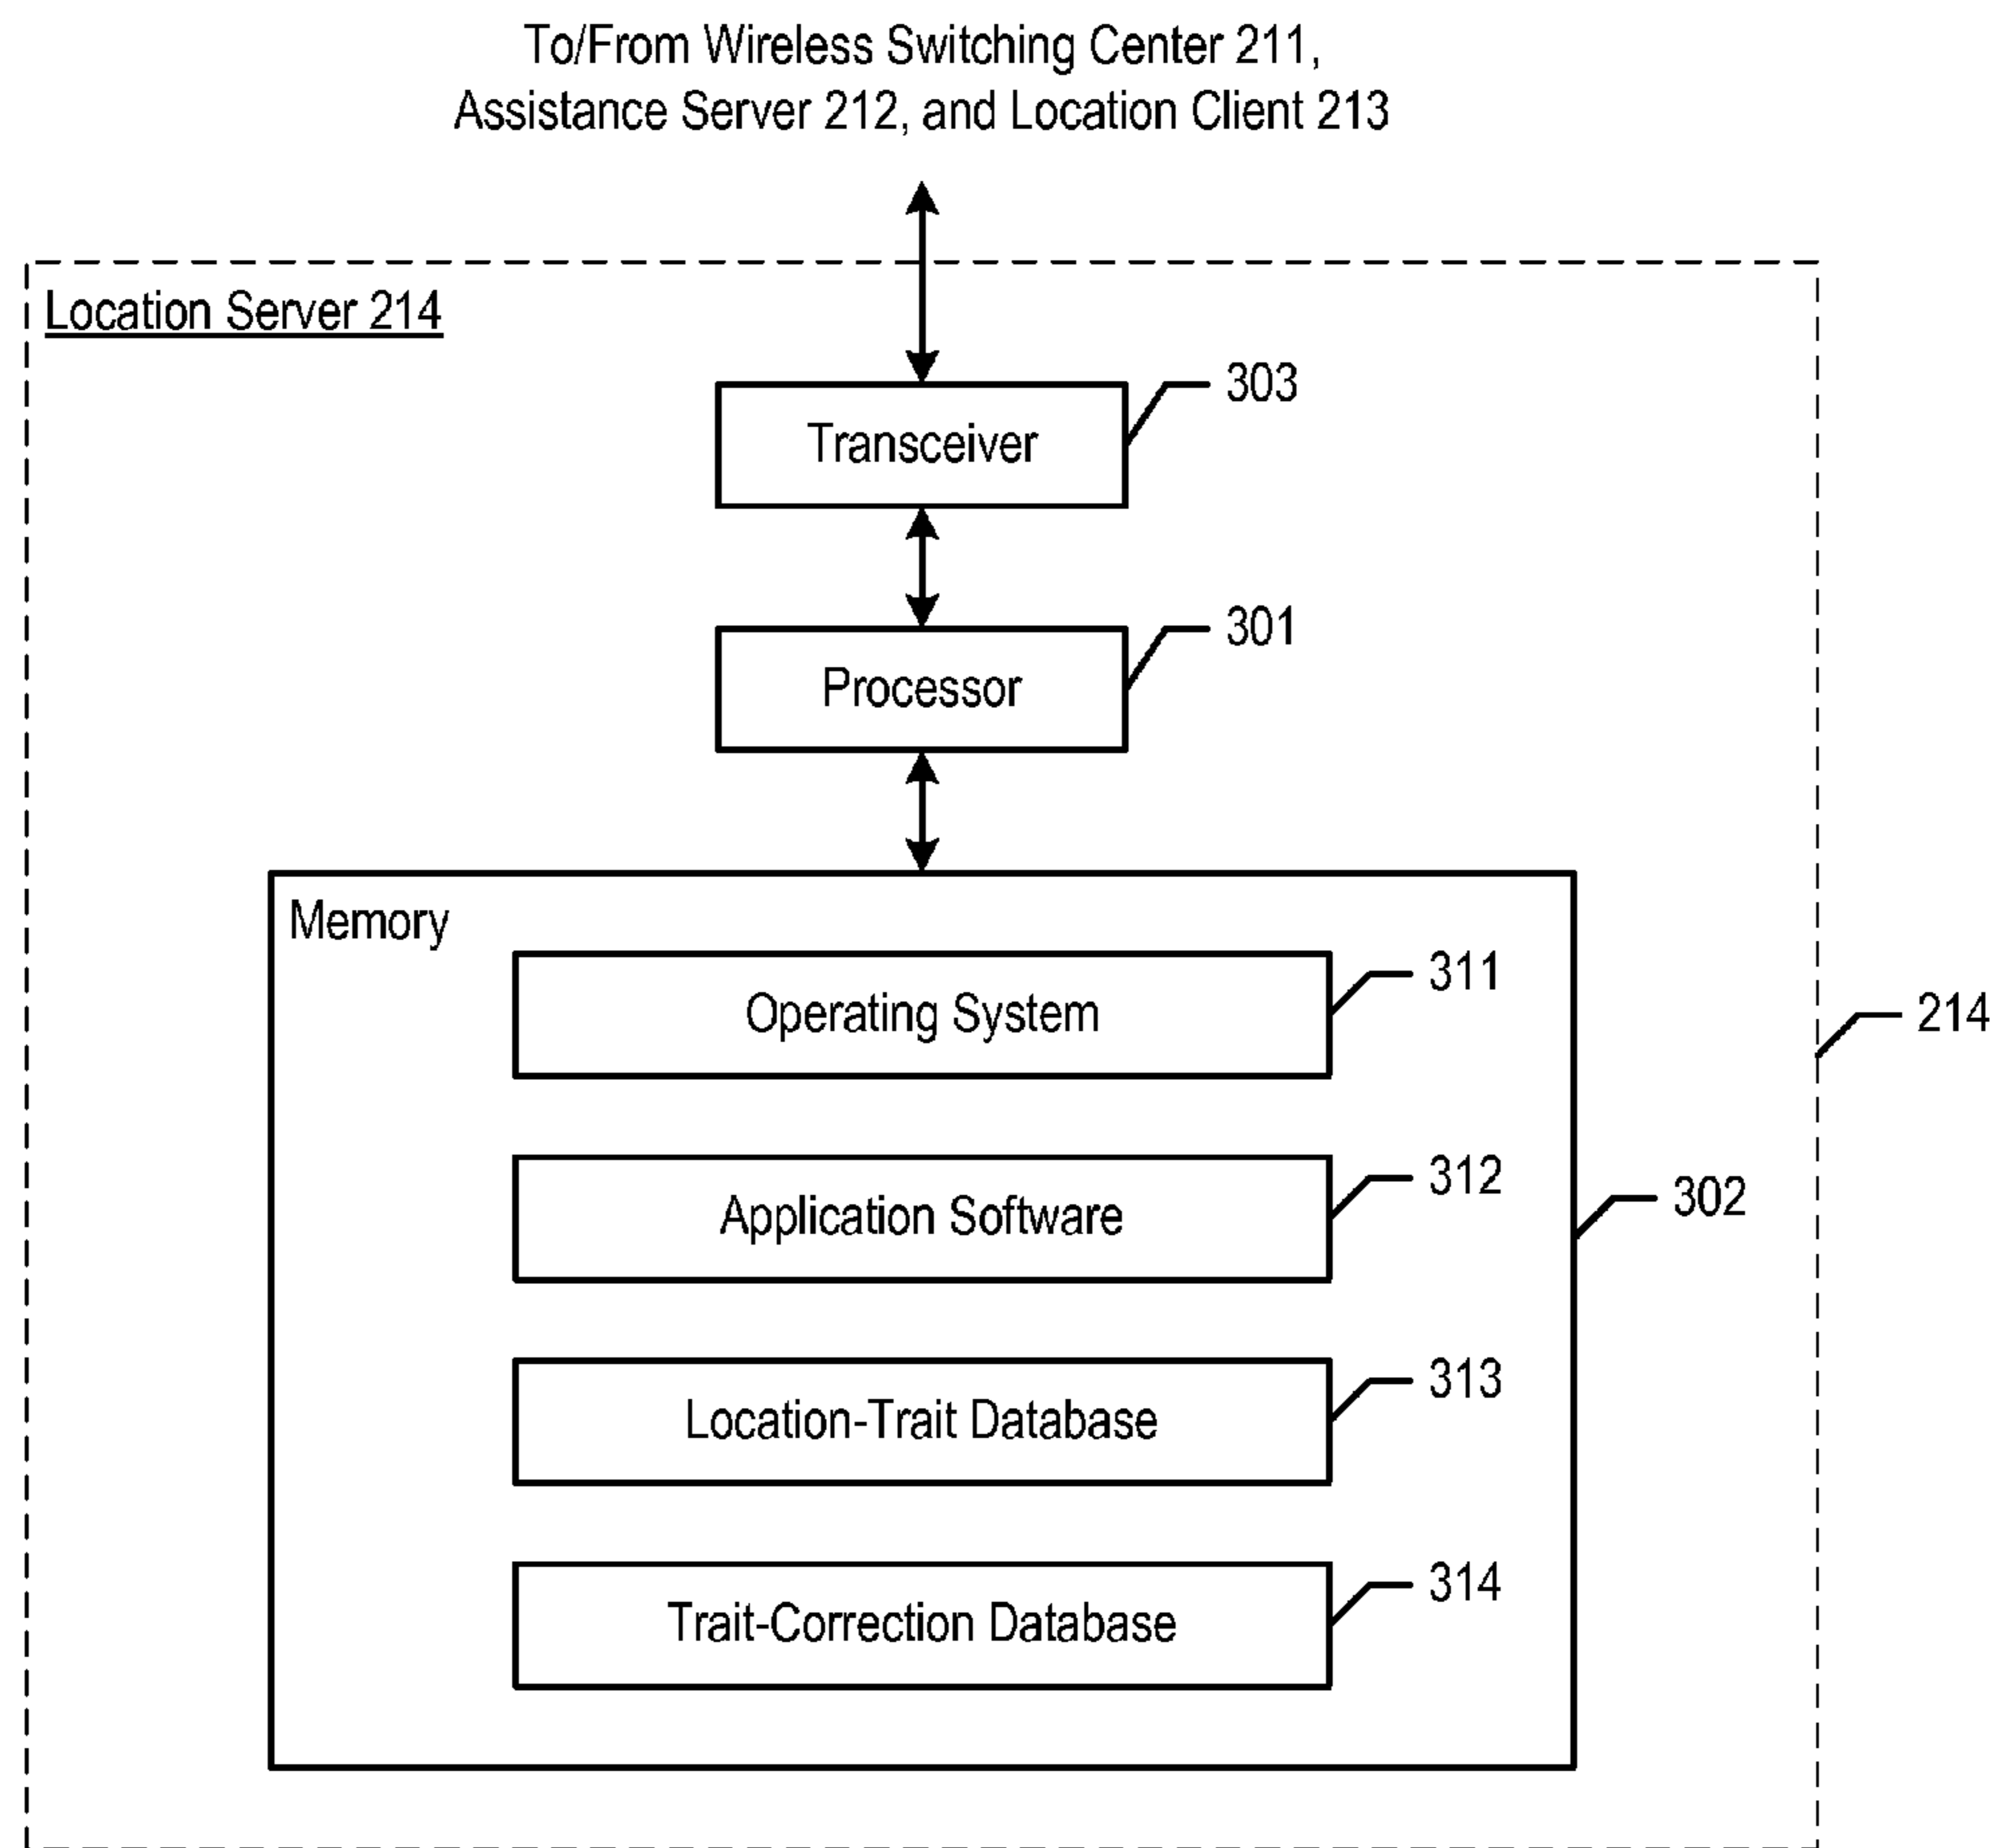 To/From Wireless Switching Center 211,
Assistance Server 212, and Location Client 213
Location Server 214
303
Transceiver
301
Processor
Memory
311
Operating System
214
312
Application Software
302
313
Location-Trait Database
314
Trait-Correction Database